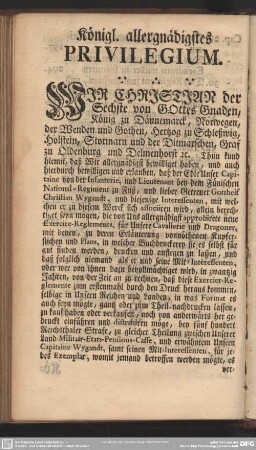 Königl. allergnädigstes
PRIVILEGIUM.
WIR CHRISTIAN der
Sechste von GOttes Gnaden,
König zu Dännemarck, Norwegen,
der Wenden und Gothen, Hertzog zu Schleßwig,
Holstein, Stormarn und der Ditmarschen, Graf
zu Oldenburg und Delmenhorst ꝛc. Thun kund
hiemit, daß Wir allergnädigst bewilliget haben, und auch
hierdurch bewilligen und erlauben, daß der Edle Unser Capi-
taine von der Infanterie, und Lieutenant bey dem Fünischen
National-Regiment zu Fuß, und lieber Getreuer Gotthelf
Christian Wygandt, und diejenige Interessenten, mit wel-
chen er zu diesem Werck sich associiren wird, allein berech-
tiget seyn mögen, die von Uns allergnädigst approbirte neue
Exercice-Reglements, für Unsere Cavallerie und Dragouner,
mit denen, zu deren Erläuterung vonnöthenen Kupfer-
stichen und Plans, in welcher Buchdruckerey sie es selbst für
gut finden werden, drucken und ausgehen zu lassen, und
daß folglich niemand als er und seine Mit-Interessenten,
oder wer von ihnen dazu bevollmächtiget wird, in zwantzig
Jahren, von der Zeit an zu rechnen, daß diese Exercier-Re-
glemente zum erstenmahl durch den Druck heraus kommen,
selbige in Unsern Reichen und Landen, in was Format es
auch seyn mögte, gantz oder zum Theil nachdrucken lassen,
zu kauf haben oder verkaufen, noch von anderwärts her ge-
druckt einführen und distrahiren möge, bey fünf hundert
Reichsthaler Strafe, zu gleicher Theilung zwischen Unserer
Land-Militair-Etats-Pensions-Casse, und erwähntem Unsern
Capitaine Wygandt, samt seinen Mit-Interessenten, für je-
des Exemplar, womit jemand betroffen werden mögte, es
ver-